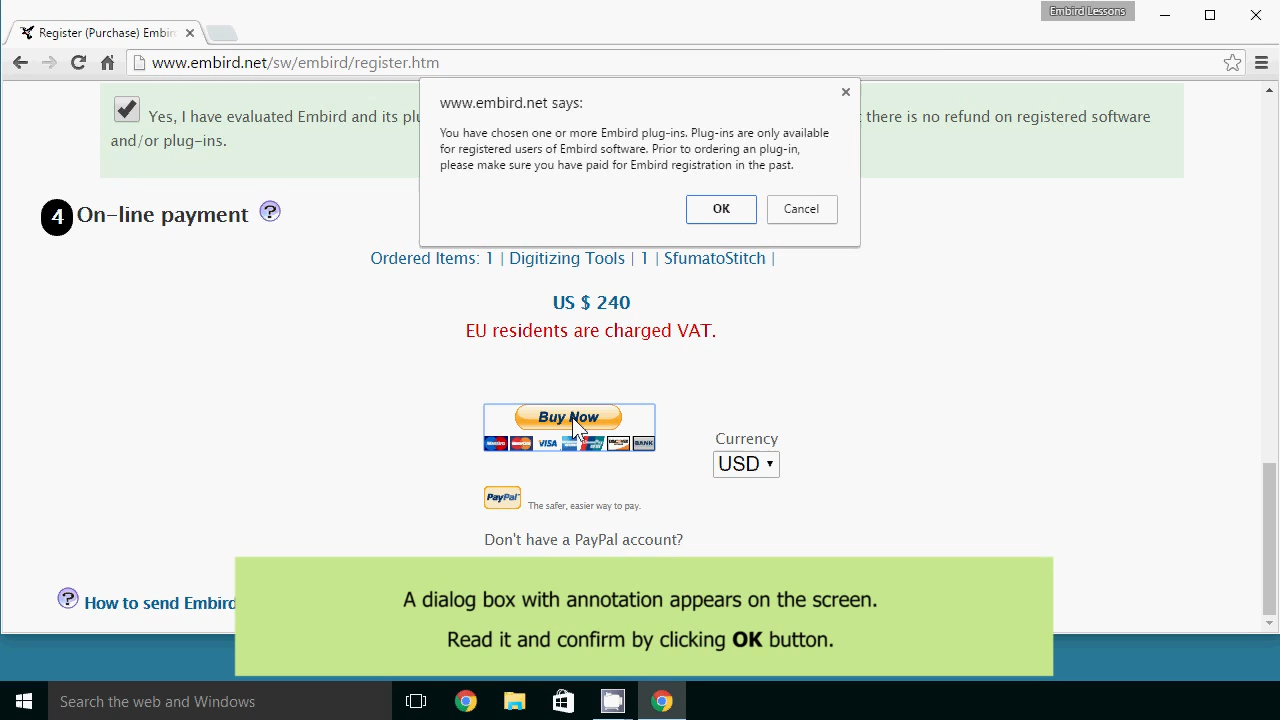 Embird Lessons
Register (Purchase) Embir
www.embird.net/sw/embird/register.htm
www.embird.net says:
You have chosen one or more Embird plug-ins. Plug-ins are only available
for registered users of Embird software. Prior to ordering an plug-in,
please make sure you have paid for Embird registration in the past.
OK Cancel
Yes, I have evaluated Embird and its plu there is no refund on registered software
and/or plug-ins.
4 On-line payment ?
Ordered Items: 1 | Digitizing Tools | 1 | SfumatoStitch |
US $ 240
EU residents are charged VAT.
Buy Now
VISA BANK
Currency
USD
PayPal The safer, easier way to pay.
Don't have a PayPal account?
? How to send Embird
A dialog box with annotation appears on the screen.
Read it and confirm by clicking OK button.
Search the web and Windows